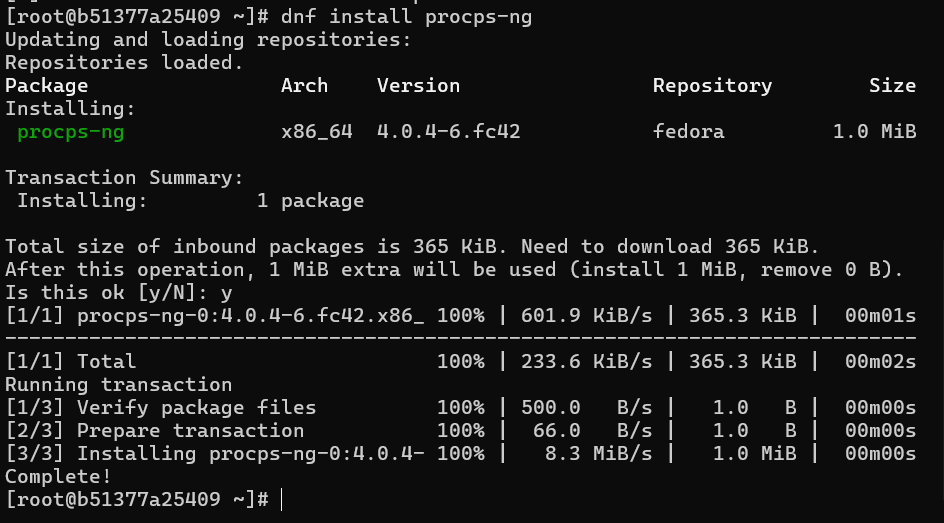 [root@b51377a25409 ~]# dnf install procps-ng
Updating and loading repositories:
Repositories loaded.
Package                Arch    Version                Repository        Size
Installing:
 procps-ng             x86_64  4.0.4-6.fc42           fedora         1.0 MiB

Transaction Summary:
 Installing:         1 package

Total size of inbound packages is 365 KiB. Need to download 365 KiB.
After this operation, 1 MiB extra will be used (install 1 MiB, remove 0 B).
Is this ok [y/N]: y
[1/1] procps-ng-0:4.0.4-6.fc42.x86_ 100% | 601.9 KiB/s | 365.3 KiB |  00m01s
----------------------------------------------------------------------------
[1/1] Total                         100% | 233.6 KiB/s | 365.3 KiB |  00m02s
Running transaction
[1/3] Verify package files          100% | 500.0   B/s |   1.0   B |  00m00s
[2/3] Prepare transaction           100% |  66.0   B/s |   1.0   B |  00m00s
[3/3] Installing procps-ng-0:4.0.4- 100% |   8.3 MiB/s |   1.0 MiB |  00m00s
Complete!
[root@b51377a25409 ~]#